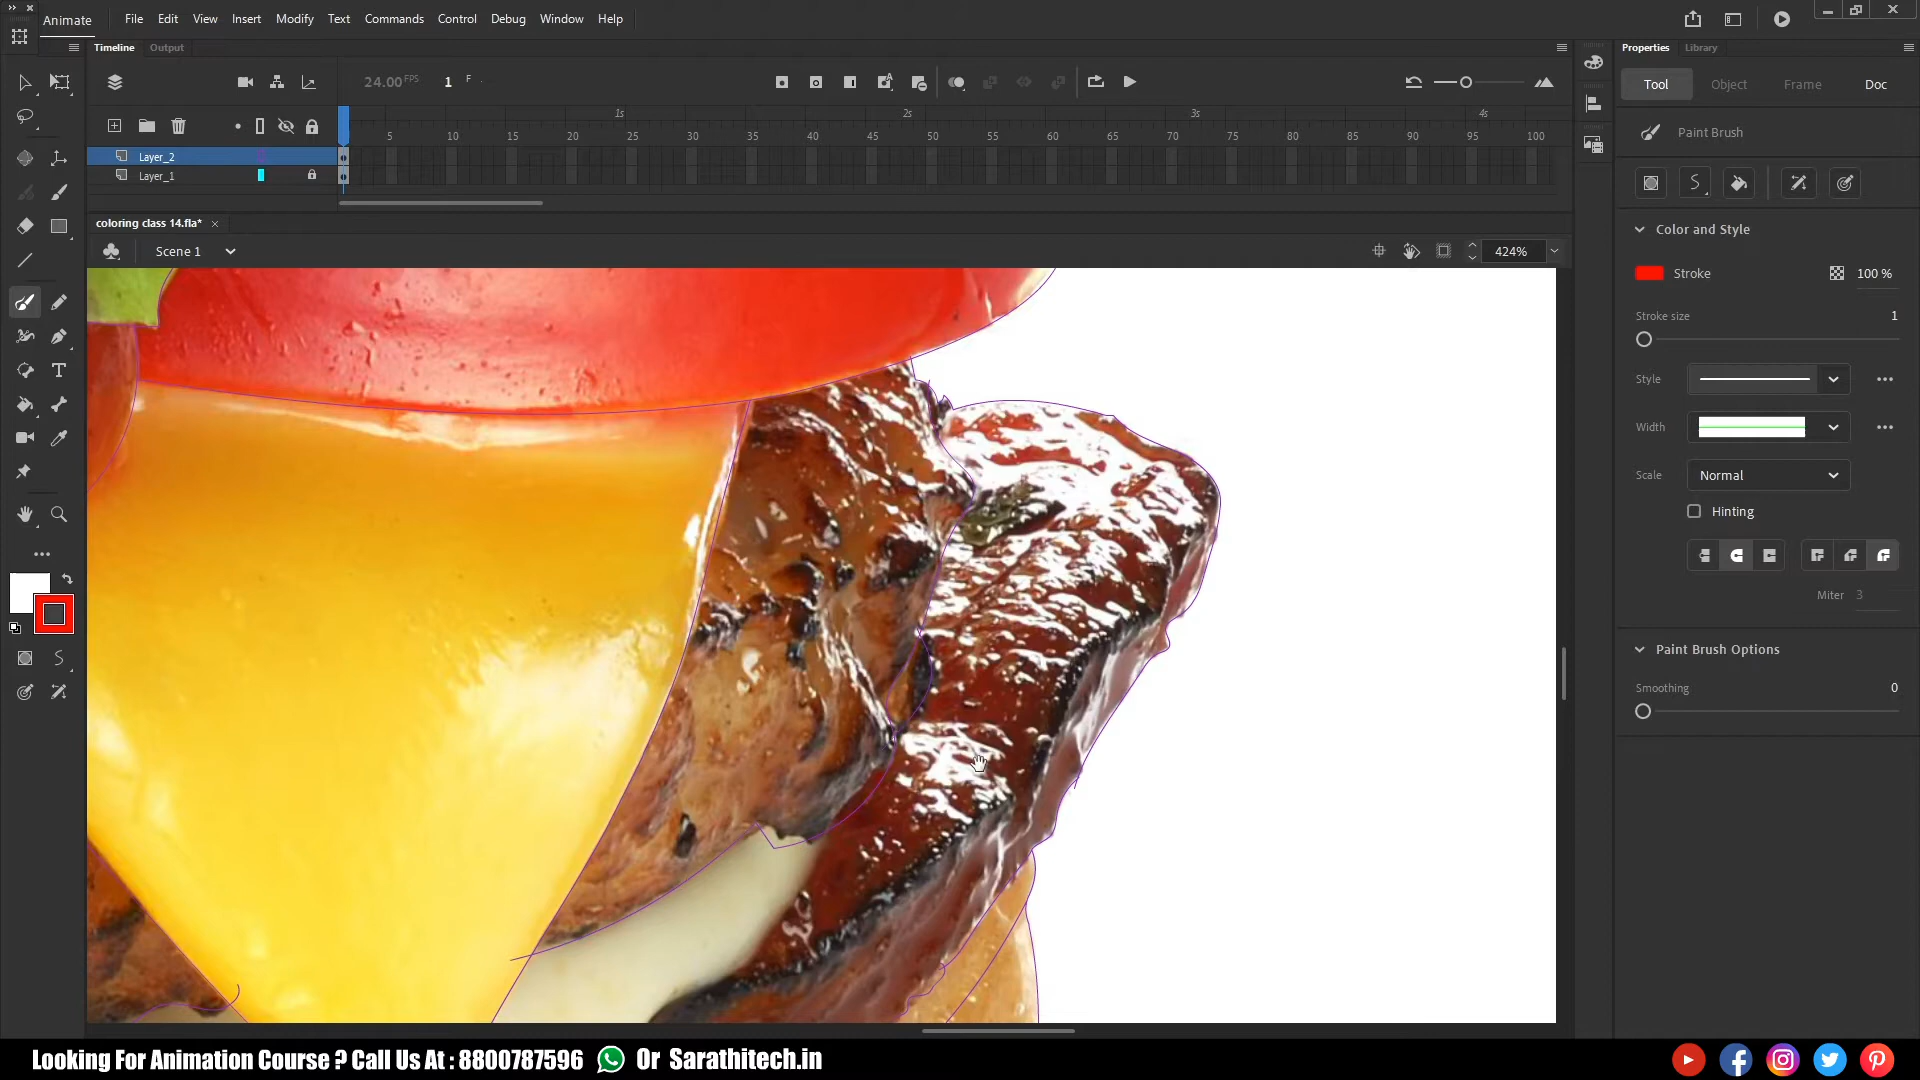 Animate File Edit View Insert Modify Text Commands Control Debug Window Help
Timeline Output Properties Library
24.00 FPS 1 F Tool Object Frame Doc
1s 2s 3s 4s
5 10 15 20 25 30 35 40 45 50 55 60 65 70 75 80 85 90 95 100
Paint Brush
Layer_2
Layer_1
coloring class 14.fla* ×
Color and Style
Scene 1 424%
Stroke 100 %
Stroke size 1
Style
Width
Scale Normal
Hinting
Miter 3
Paint Brush Options
Smoothing 0
Looking For Animation Course ? Call Us At : 8800787596 Or Sarathitech.in